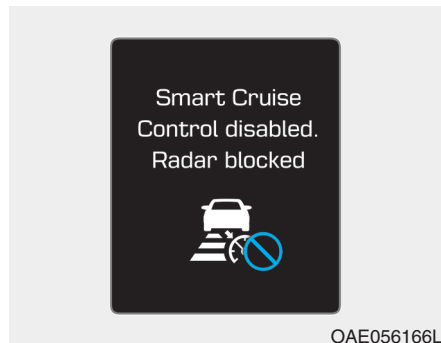 Smart Cruise
Control disabled.
Radar blocked
OAE056166L